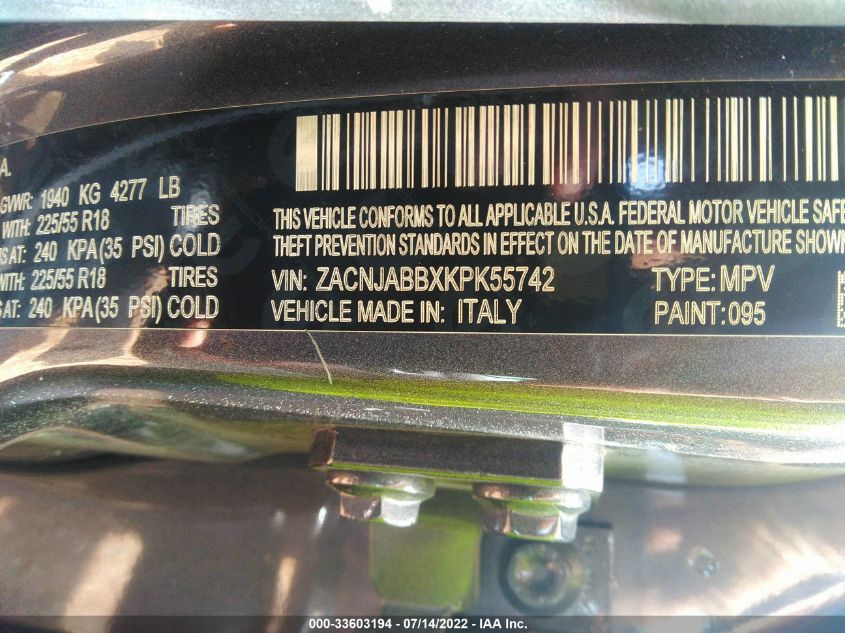 A.
GVWR: 1940 KG 4277 LB
WITH: 225/55 R18 TIRES
AT: 240 KPA(35 PSI) COLD
WITH: 225/55 R18 TIRES
AT: 240 KPA(35 PSI) COLD
THIS VEHICLE CONFORMS TO ALL APPLICABLE U.S.A. FEDERAL MOTOR VEHICLE SAFE
THEFT PREVENTION STANDARDS IN EFFECT ON THE DATE OF MANUFACTURE SHOWN
VIN: ZACNJABBXKPK55742 TYPE: MPV
VEHICLE MADE IN: ITALY PAINT: 095
000-33603194 - 07/14/2022 - IAA Inc.